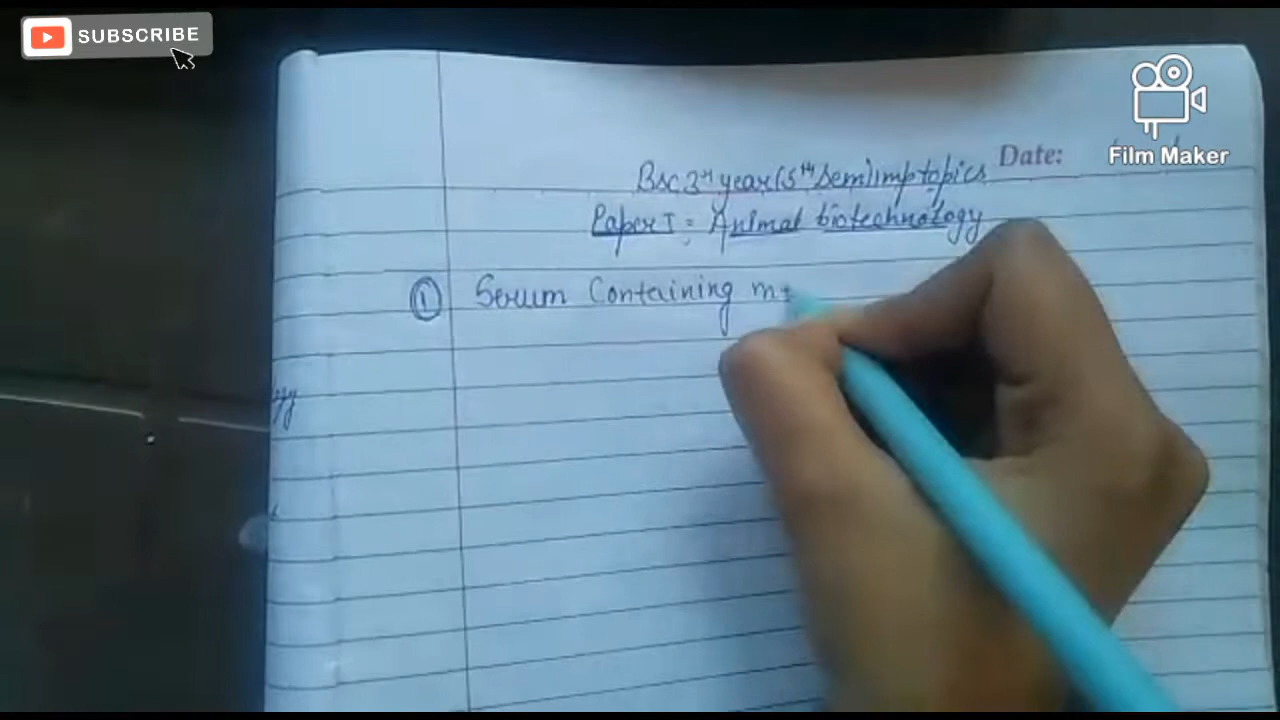 SUBSCRIBE
Film Maker
Date:
Bsc 3rd year (5th Sem) imp topics
Paper I : Animal biotechnology
① Serum Containing m